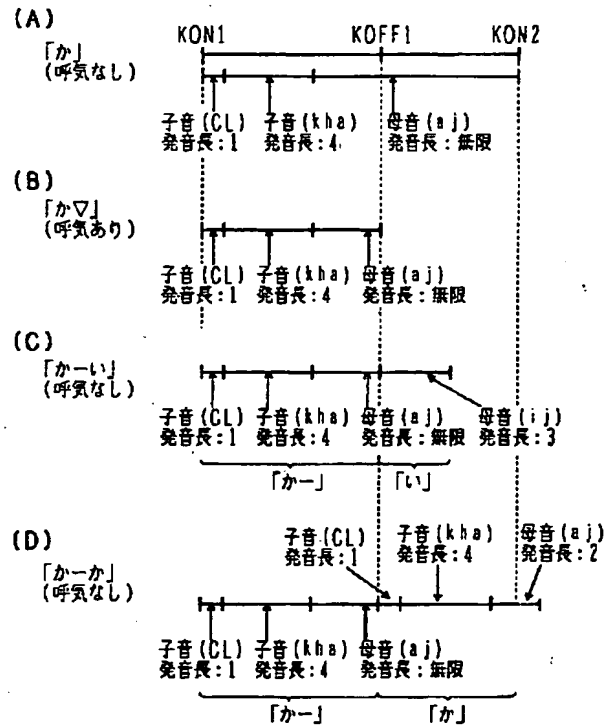 (A)
KON1 KOFF1 KON2
「か」
(呼気なし)
子音(CL) 子音(kha) 母音(aj)
発音長:1 発音長:4 発音長:無限
(B)
「か▽」
(呼気あり)
子音(CL) 子音(kha) 母音(aj)
発音長:1 発音長:4 発音長:無限
(C)
「かーい」
(呼気なし)
子音(CL) 子音(kha) 母音(aj) 母音(ij)
発音長:1 発音長:4 発音長:無限 発音長:3
「かー」 「い」
(D)
子音(CL) 子音(kha) 母音(aj)
発音長:1 発音長:4 発音長:2
「かーか」
(呼気なし)
子音(CL) 子音(kha) 母音(aj)
発音長:1 発音長:4 発音長:無限
「かー」 「か」